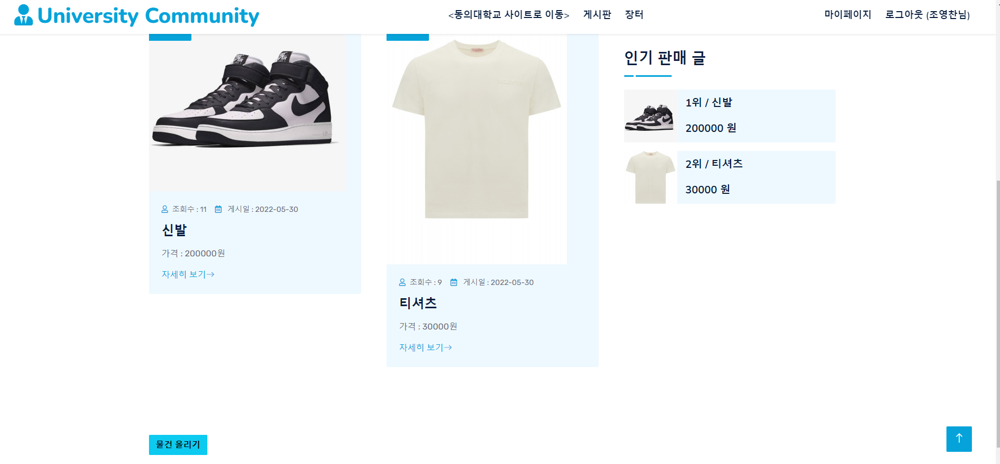 University Community
<동의대학교 사이트로 이동>
게시판
장터
마이페이지
로그아웃 (조영찬님)
조회수 : 11
게시일 : 2022-05-30
신발
가격 : 200000원
자세히 보기→
조회수 : 9
게시일 : 2022-05-30
티셔츠
가격 : 30000원
자세히 보기→
인기 판매 글
1위 / 신발
200000 원
2위 / 티셔츠
30000 원
물건 올리기